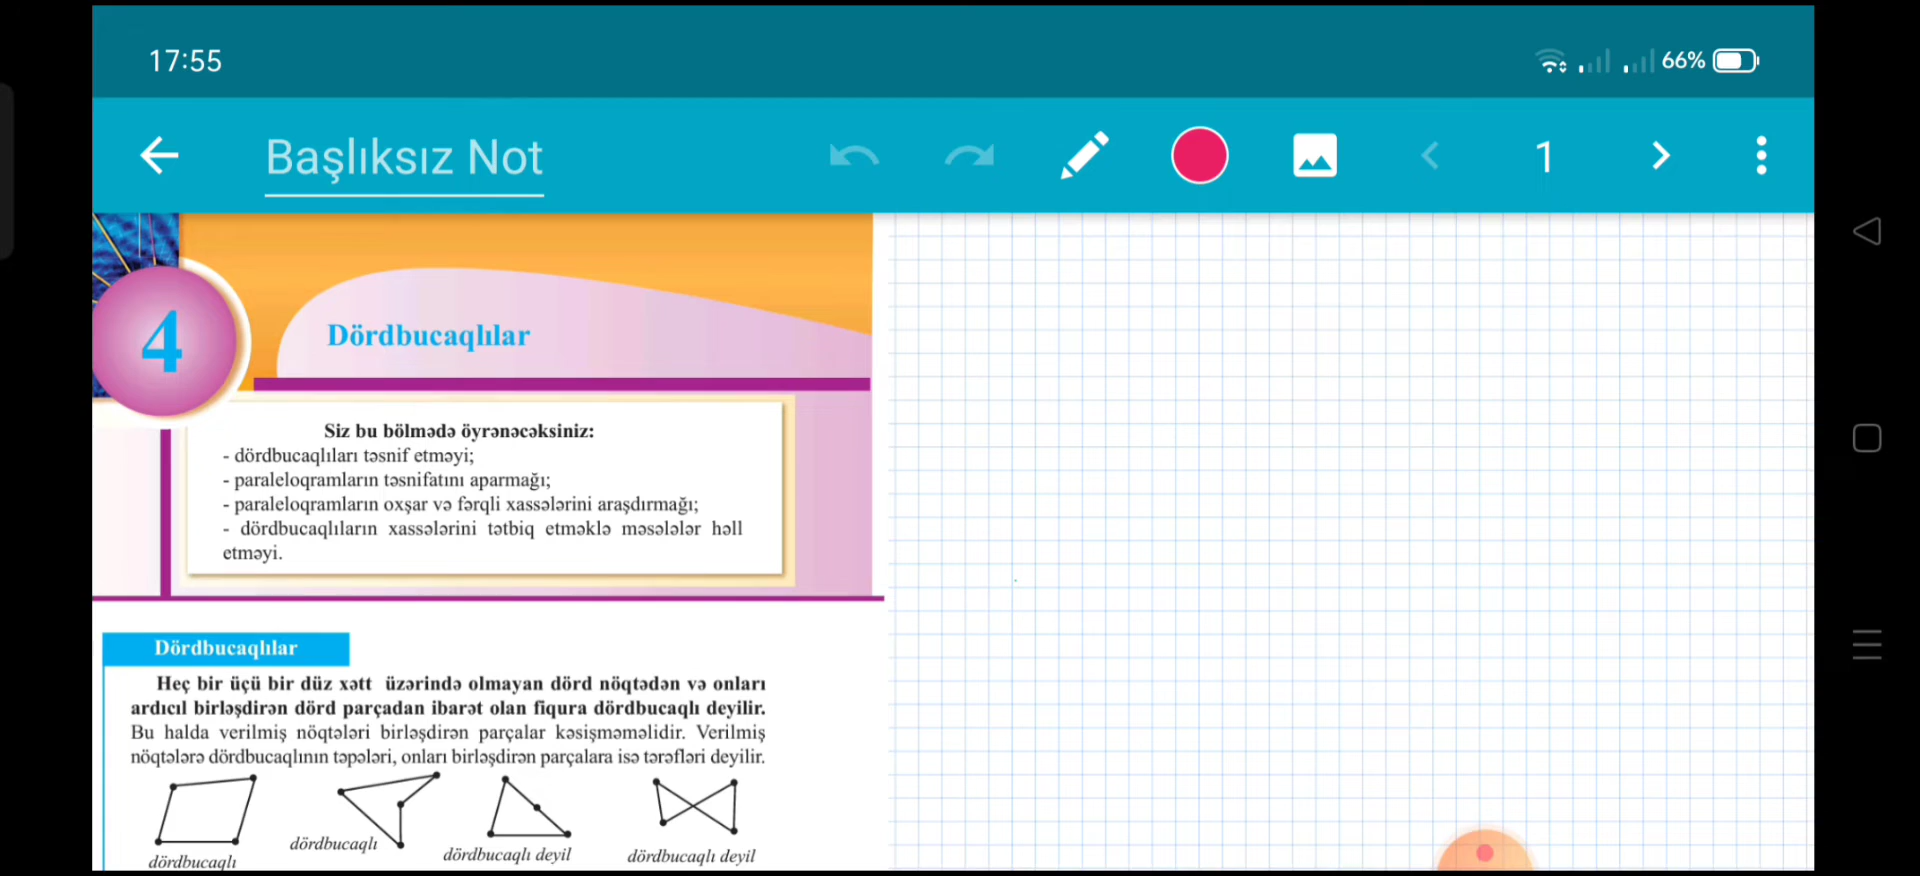 17:55
66%
Başlıksız Not
1
4
Dördbucaqlılar
Siz bu bölmədə öyrənəcəksiniz:
- dördbucaqlıları təsnif etməyi;
- paraleloqramların təsnifatını aparmağı;
- paraleloqramların oxşar və fərqli xassələrini araşdırmağı;
- dördbucaqlıların xassələrini tətbiq etməklə məsələlər həll
etməyi.
Dördbucaqlılar
Heç bir üçü bir düz xətt üzərində olmayan dörd nöqtədən və onları
ardıcıl birləşdirən dörd parçadan ibarət olan fiqura dördbucaqlı deyilir.
Bu halda verilmiş nöqtələri birləşdirən parçalar kəsişməməlidir. Verilmiş
nöqtələrə dördbucaqlının təpələri, onları birləşdirən parçalara isə tərəfləri deyilir.
dördbucaqlı
dördbucaqlı
dördbucaqlı deyil
dördbucaqlı deyil